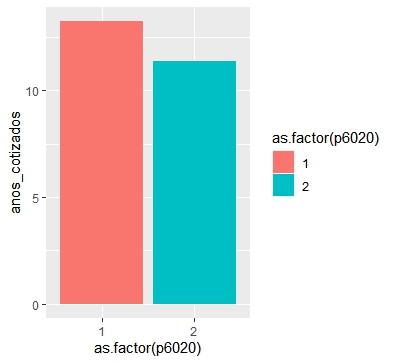 anos_cotizados
10
5
0
1
2
as.factor(p6020)
as.factor(p6020)
1
2